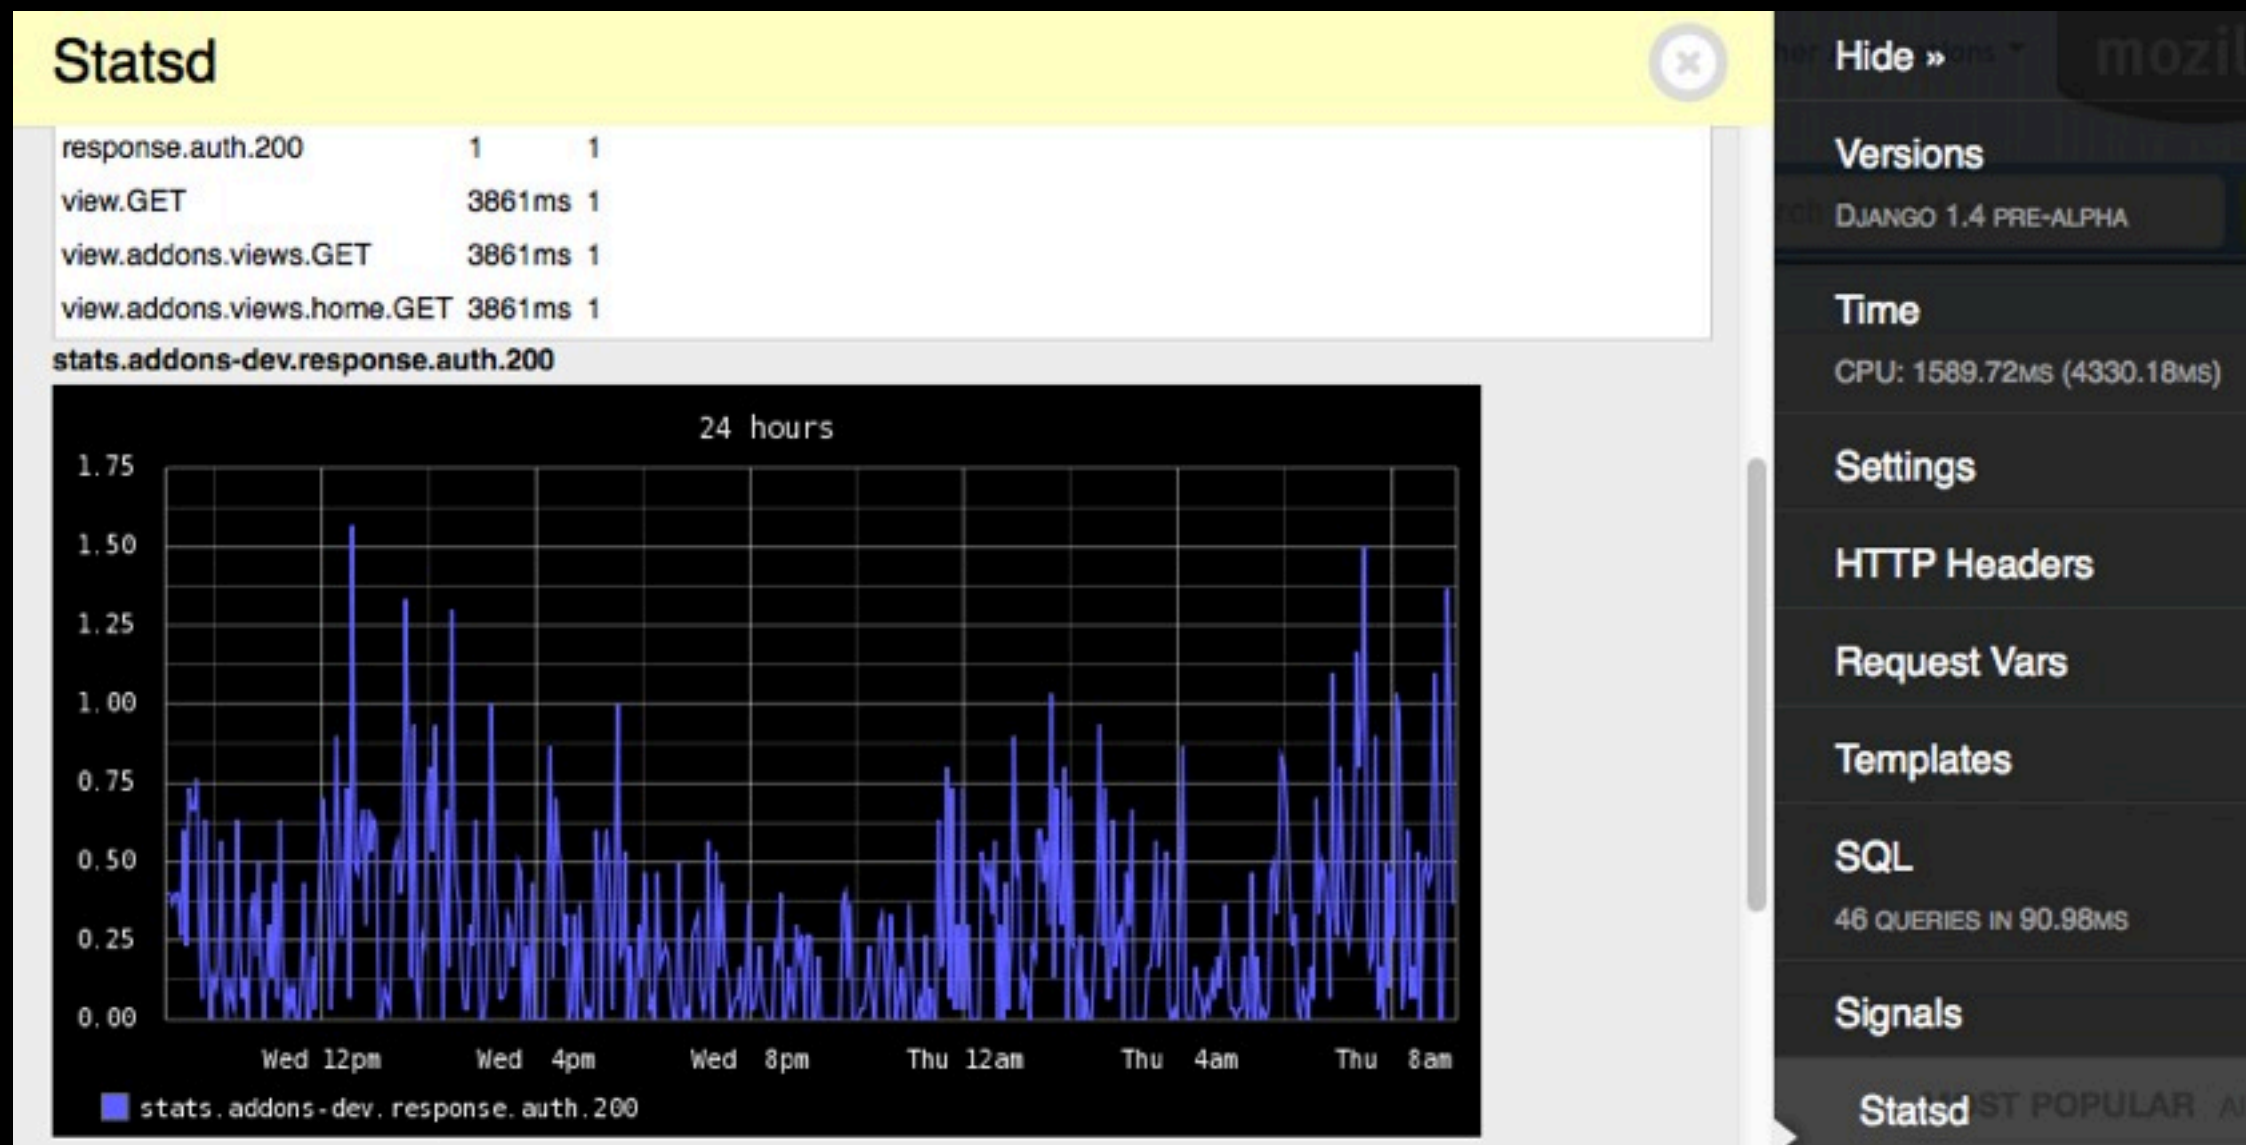 Statsd
response.auth.200 1 1
view.GET 3861ms 1
view.addons.views.GET 3861ms 1
view.addons.views.home.GET 3861ms 1
stats.addons-dev.response.auth.200
24 hours
1.75
1.50
1.25
1.00
0.75
0.50
0.25
0.00
Wed 12pm Wed 4pm Wed 8pm Thu 12am Thu 4am Thu 8am
stats.addons-dev.response.auth.200
Hide »
Versions
DJANGO 1.4 PRE-ALPHA
Time
CPU: 1589.72MS (4330.18MS)
Settings
HTTP Headers
Request Vars
Templates
SQL
46 QUERIES IN 90.98MS
Signals
Statsd
POPULAR